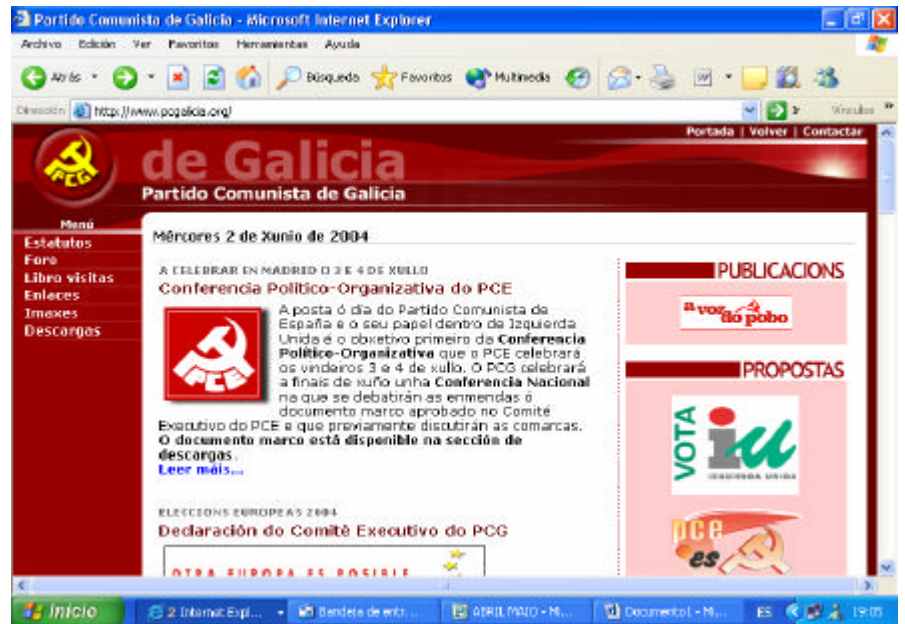 Partido Comunista de Galicia - Microsoft Internet Explorer
Archivo Edición Ver Favoritos Herramientas Ayuda
Atrás Búsqueda Favoritos Multimedia
Dirección http://www.pcgalicia.org/ Vínculos
Portada | Volver | Contactar
PCG
de Galicia
Partido Comunista de Galicia
Menú
Estatutos
Foro
Libro visitas
Enlaces
Imaxes
Descargas
Mércores 2 de Xunio de 2004
A CELEBRAR EN MADRID O 3 E 4 DE XULLO
Conferencia Político-Organizativa do PCE
PCE
A posta ó día do Partido Comunista de
España e o seu papel dentro de Izquierda
Unida é o obxetivo primeiro da Conferencia
Político-Organizativa que o PCE celebrará
os vindeiros 3 e 4 de xullo. O PCG celebrará
a finais de xuño unha Conferencia Nacional
na que se debatirán as enmendas ó
documento marco aprobado no Comité
Executivo do PCE e que previamente discutirán as comarcas.
O documento marco está disponible na sección de
descargas.
Leer máis...
ELECCIONS EUROPEAS 2004
Declaración do Comité Executivo do PCG
OTRA EUROPA ES POSIBLE
PUBLICACIONS
a voz do pobo
PROPOSTAS
VOTA
iu
IZQUIERDA UNIDA
pce
es
Inicio
2 Internet Expl...
Bandeja de entr...
ABRIL MAIO - Mi...
Documento1 - Mi...
ES
19:05